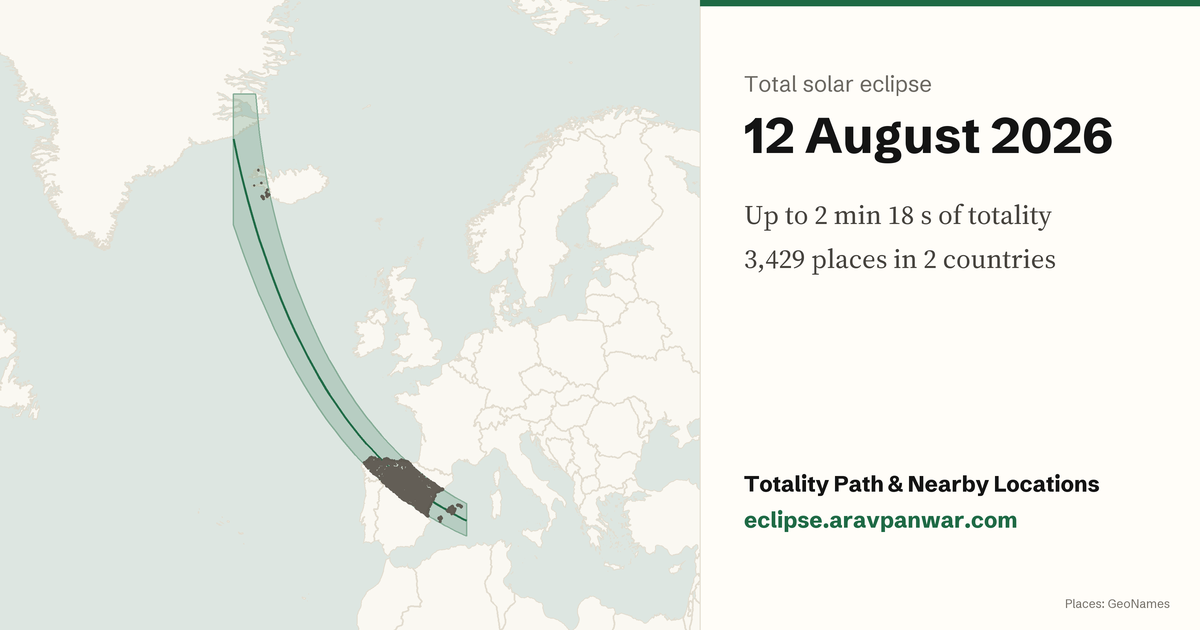 Total solar eclipse
12 August 2026
Up to 2 min 18 s of totality
3,429 places in 2 countries
Totality Path & Nearby Locations
eclipse.aravpanwar.com
Places: GeoNames